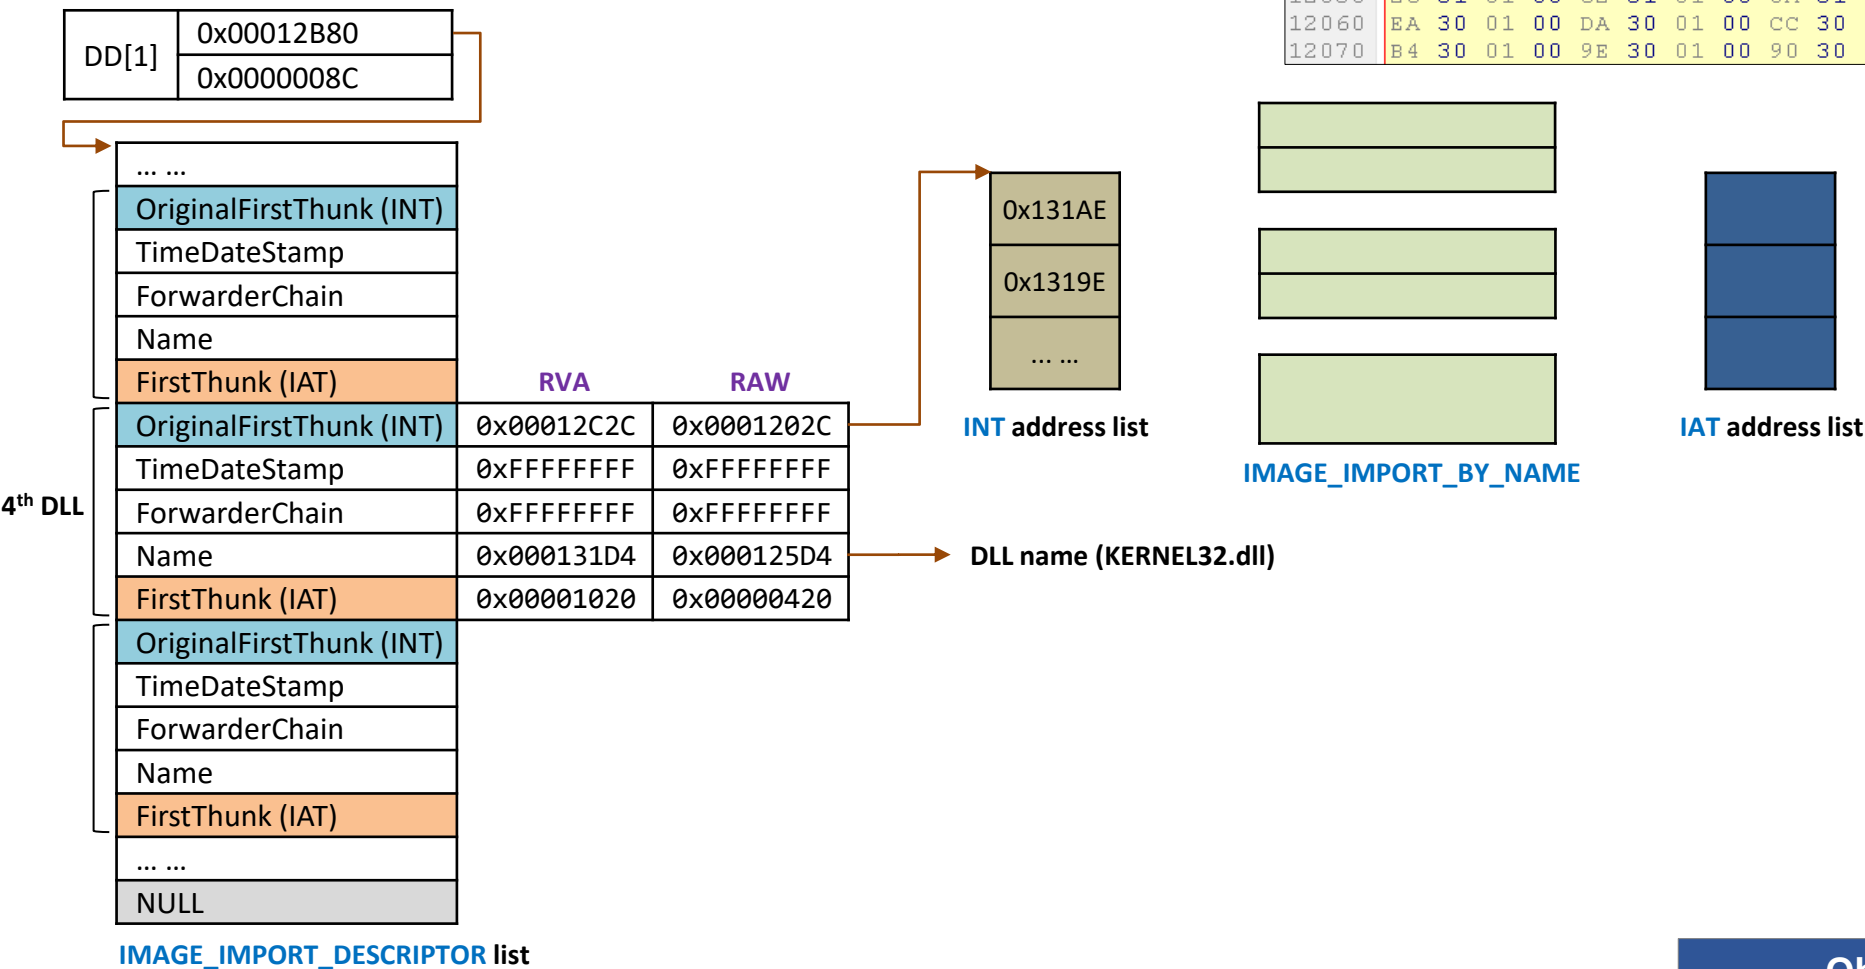 12060 EA 30 01 00 DA 30 01 00 CC 30
12070 B4 30 01 00 9E 30 01 00 90 30
DD[1]
0x00012B80
0x0000008C
... ...
OriginalFirstThunk (INT)
TimeDateStamp
ForwarderChain
Name
FirstThunk (IAT)
RVA RAW
OriginalFirstThunk (INT) 0x00012C2C 0x0001202C
TimeDateStamp 0xFFFFFFFF 0xFFFFFFFF
4th DLL
ForwarderChain 0xFFFFFFFF 0xFFFFFFFF
Name 0x000131D4 0x000125D4
FirstThunk (IAT) 0x00001020 0x00000420
OriginalFirstThunk (INT)
TimeDateStamp
ForwarderChain
Name
FirstThunk (IAT)
... ...
NULL
IMAGE_IMPORT_DESCRIPTOR list
0x131AE
0x1319E
... ...
INT address list
DLL name (KERNEL32.dll)
IMAGE_IMPORT_BY_NAME
IAT address list